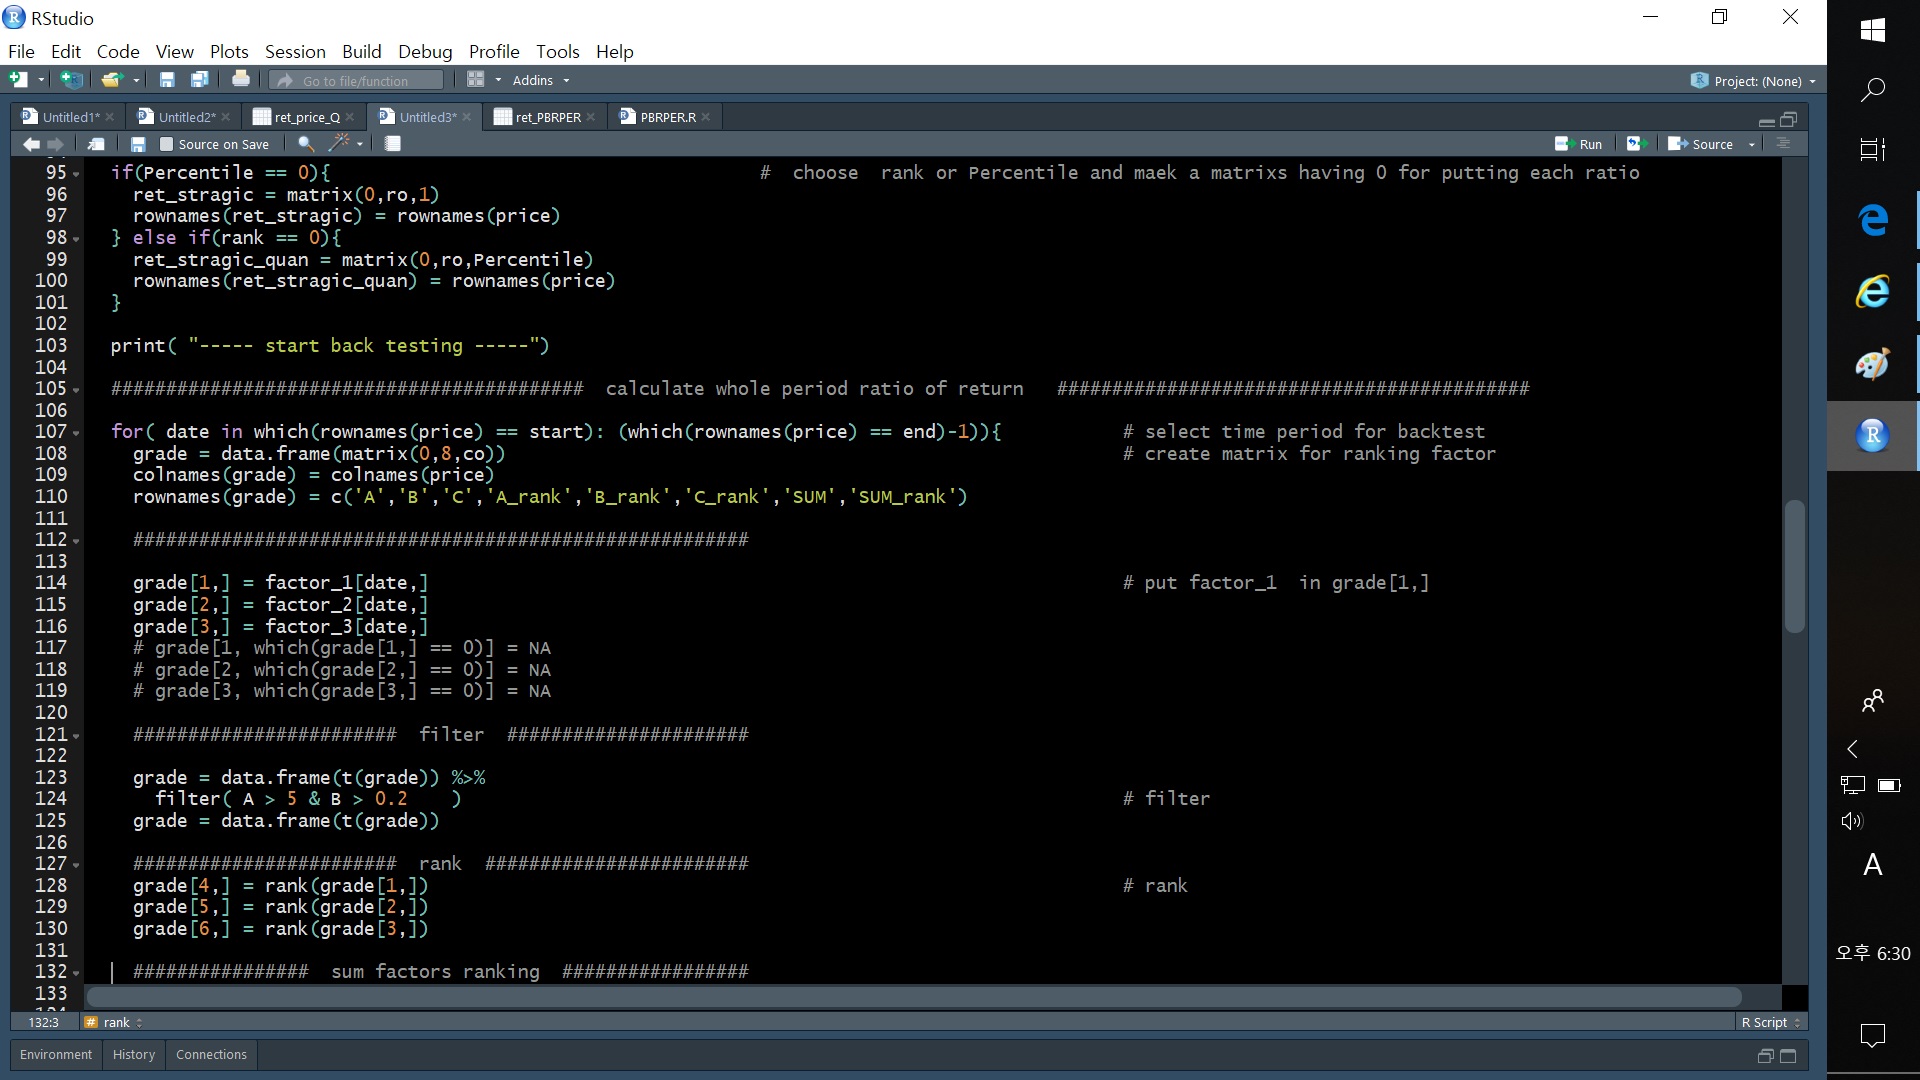 RStudio
File Edit Code View Plots Session Build Debug Profile Tools Help
Go to file/function Addins Project: (None)
Untitled1* Untitled2* ret_price_Q Untitled3* ret_PBRPER PBRPER.R
Source on Save Run Source
95 if(Percentile == 0){ # choose rank or Percentile and maek a matrixs having 0 for putting each ratio
96 ret_stragic = matrix(0,ro,1)
97 rownames(ret_stragic) = rownames(price)
98 } else if(rank == 0){
99 ret_stragic_quan = matrix(0,ro,Percentile)
100 rownames(ret_stragic_quan) = rownames(price)
101 }
102
103 print( "----- start back testing -----")
104
105 ########################################### calculate whole period ratio of return ###########################################
106
107 for( date in which(rownames(price) == start): (which(rownames(price) == end)-1)){ # select time period for backtest
108 grade = data.frame(matrix(0,8,co)) # create matrix for ranking factor
109 colnames(grade) = colnames(price)
110 rownames(grade) = c('A','B','C','A_rank','B_rank','C_rank','SUM','SUM_rank')
111
112 ########################################################
113
114 grade[1,] = factor_1[date,] # put factor_1 in grade[1,]
115 grade[2,] = factor_2[date,]
116 grade[3,] = factor_3[date,]
117 # grade[1, which(grade[1,] == 0)] = NA
118 # grade[2, which(grade[2,] == 0)] = NA
119 # grade[3, which(grade[3,] == 0)] = NA
120
121 ######################## filter ######################
122
123 grade = data.frame(t(grade)) %>%
124 filter( A > 5 & B > 0.2 ) # filter
125 grade = data.frame(t(grade))
126
127 ######################## rank ########################
128 grade[4,] = rank(grade[1,]) # rank
129 grade[5,] = rank(grade[2,])
130 grade[6,] = rank(grade[3,])
131
132 ################ sum factors ranking #################
133
132:3 # rank R Script
Environment History Connections
A
오후 6:30